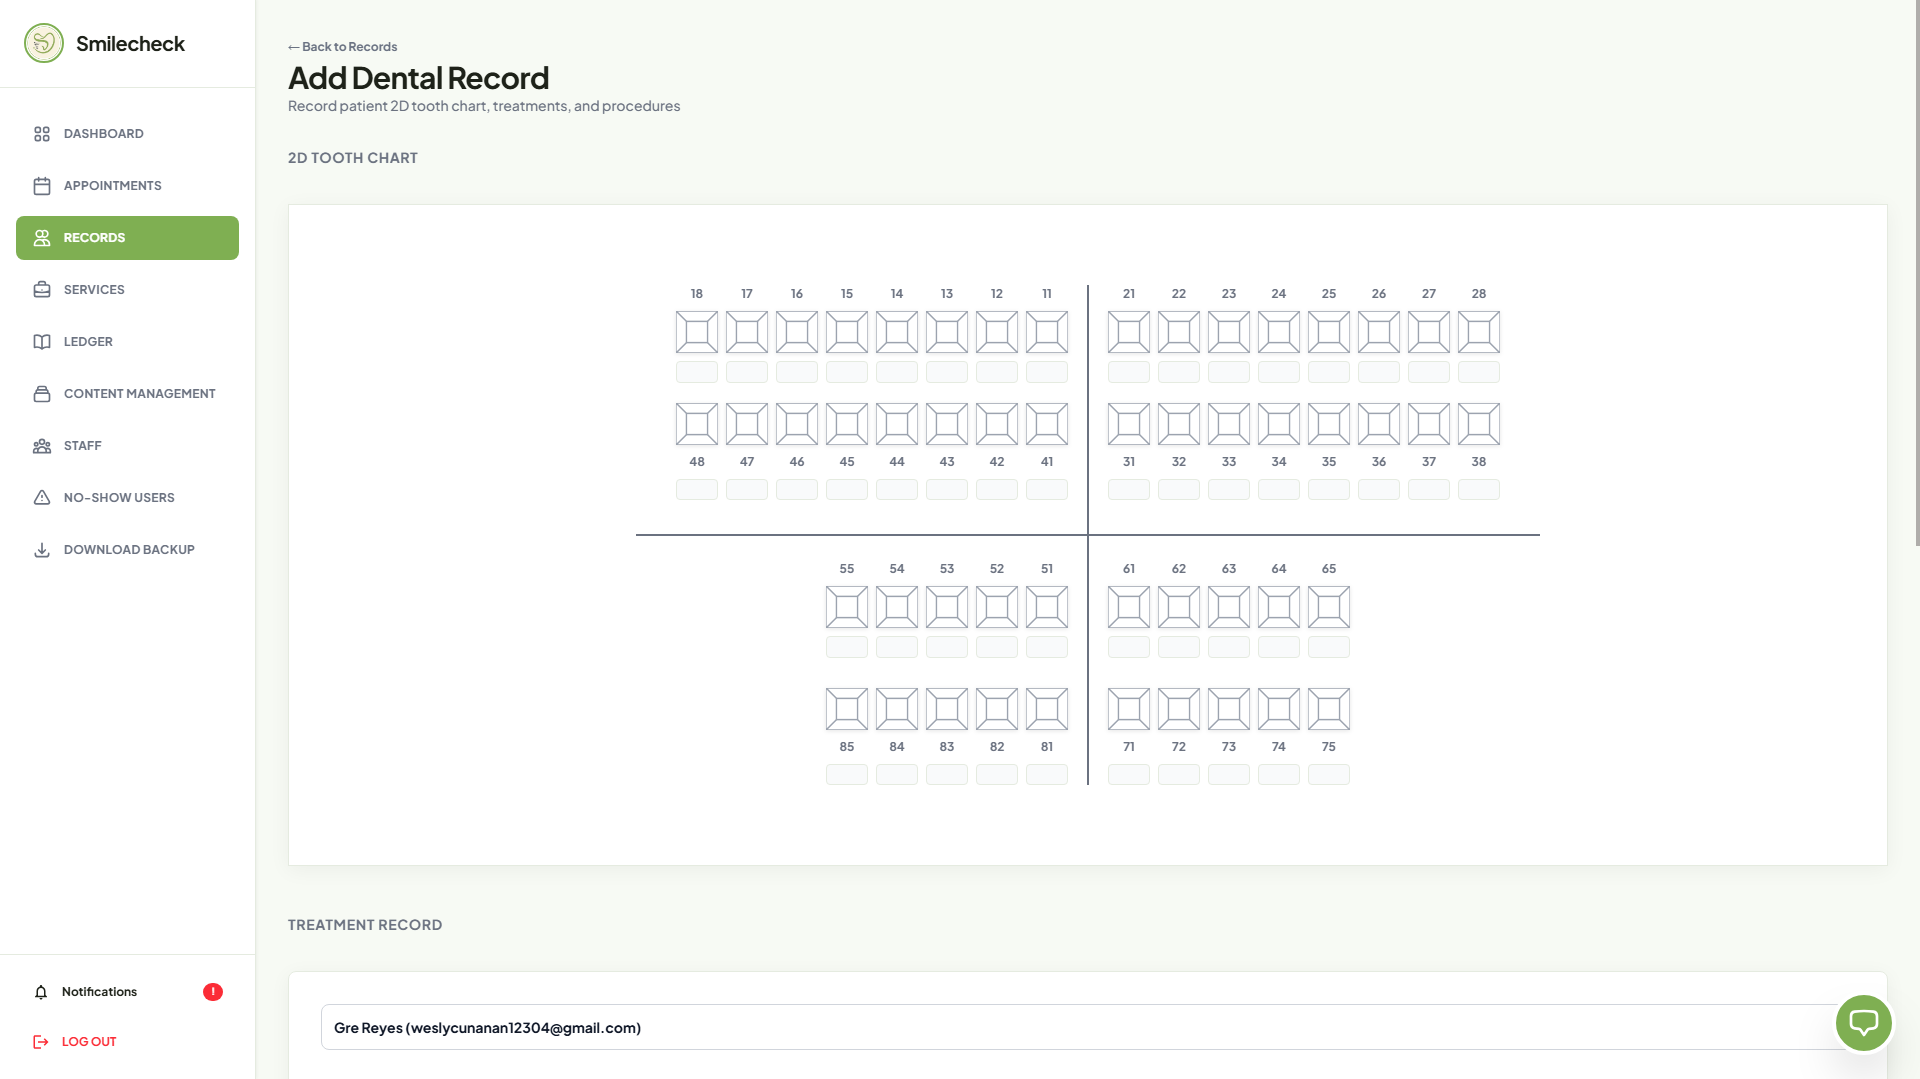 Smilecheck
DASHBOARD
APPOINTMENTS
RECORDS
SERVICES
LEDGER
CONTENT MANAGEMENT
STAFF
NO-SHOW USERS
DOWNLOAD BACKUP
Notifications
!
LOG OUT
← Back to Records
Add Dental Record
Record patient 2D tooth chart, treatments, and procedures
2D TOOTH CHART
18 17 16 15 14 13 12 11 21 22 23 24 25 26 27 28
48 47 46 45 44 43 42 41 31 32 33 34 35 36 37 38
55 54 53 52 51 61 62 63 64 65
85 84 83 82 81 71 72 73 74 75
TREATMENT RECORD
Gre Reyes (weslycunanan12304@gmail.com)